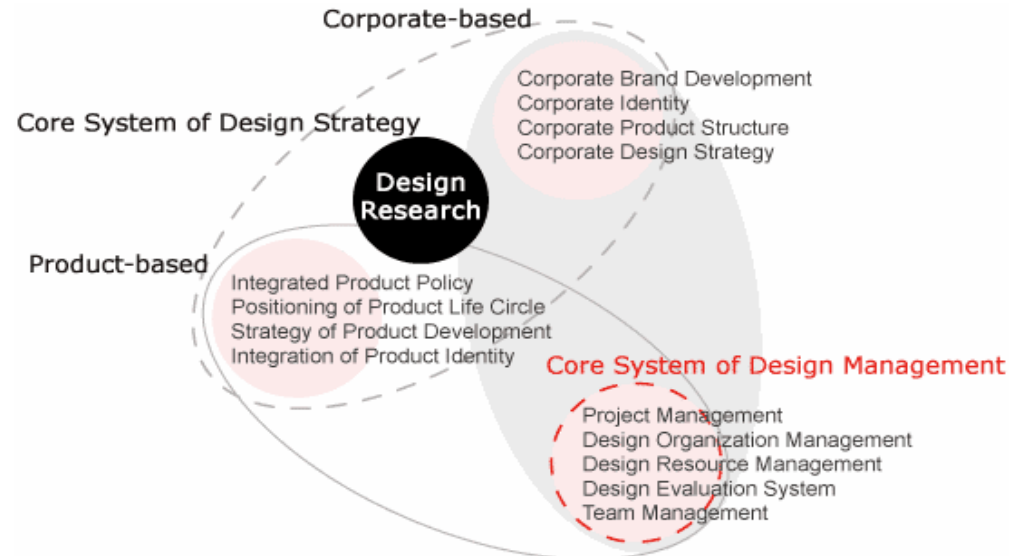 Corporate-based
Corporate Brand Development
Corporate Identity
Corporate Product Structure
Corporate Design Strategy
Core System of Design Strategy
Design
Research
Product-based
Integrated Product Policy
Positioning of Product Life Circle
Strategy of Product Development
Integration of Product Identity
Core System of Design Management
Project Management
Design Organization Management
Design Resource Management
Design Evaluation System
Team Management